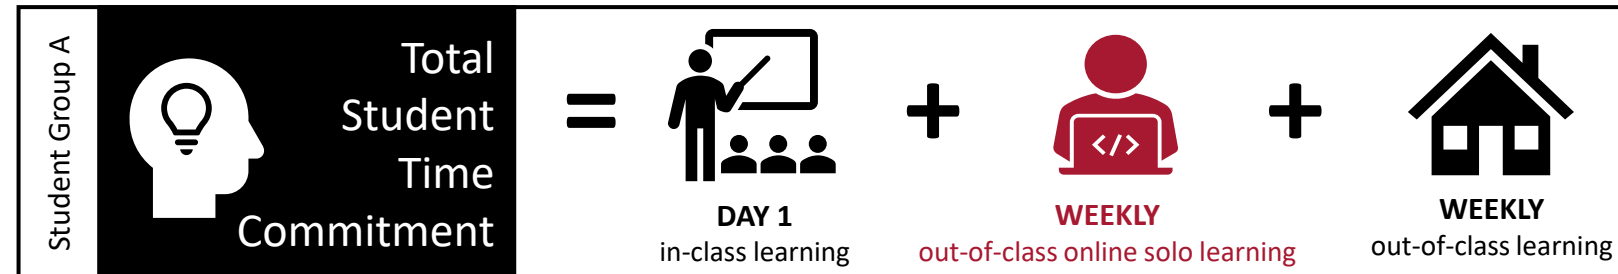 Student Group A
Total
Student
Time
Commitment
=
+
+
</>
DAY 1
in-class learning
WEEKLY
out-of-class online solo learning
WEEKLY
out-of-class learning